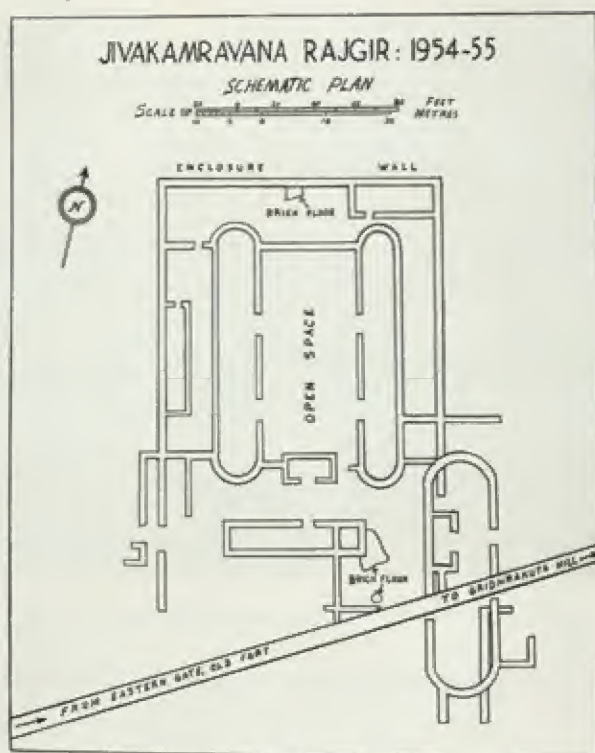 JIVAKAMRAVANA RAJGIR: 1954-55
SCHEMATIC PLAN
SCALE OF FEET
METRES
ENCLOSURE WALL
N
BRICK FLOOR
OPEN SPACE
BRICK FLOOR
TO GRIDHRAKUTA HILL
FROM EASTERN GATE, OLD FORT